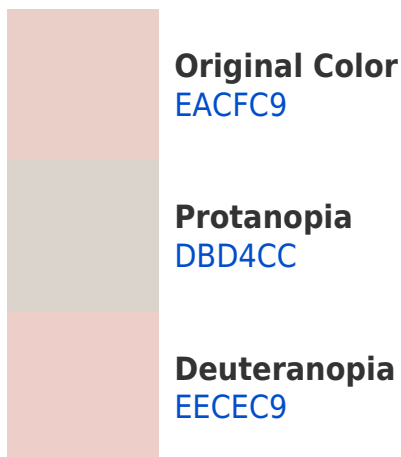 Original Color
EACFC9
Protanopia
DBD4CC
Deuteranopia
EECEC9